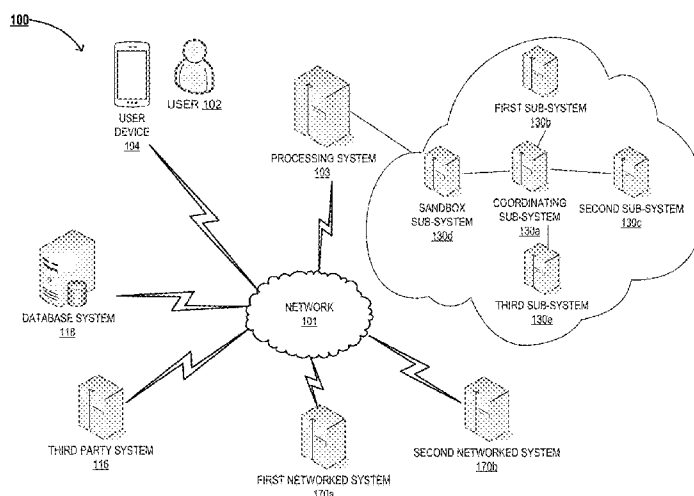 100
USER 102
USER
DEVICE
104
PROCESSING SYSTEM
103
FIRST SUB-SYSTEM
130b
SANDBOX
SUB-SYSTEM
130d
COORDINATING
SUB-SYSTEM
130a
SECOND SUB-SYSTEM
130c
THIRD SUB-SYSTEM
130e
NETWORK
101
DATABASE SYSTEM
118
THIRD PARTY SYSTEM
116
FIRST NETWORKED SYSTEM
170a
SECOND NETWORKED SYSTEM
170b